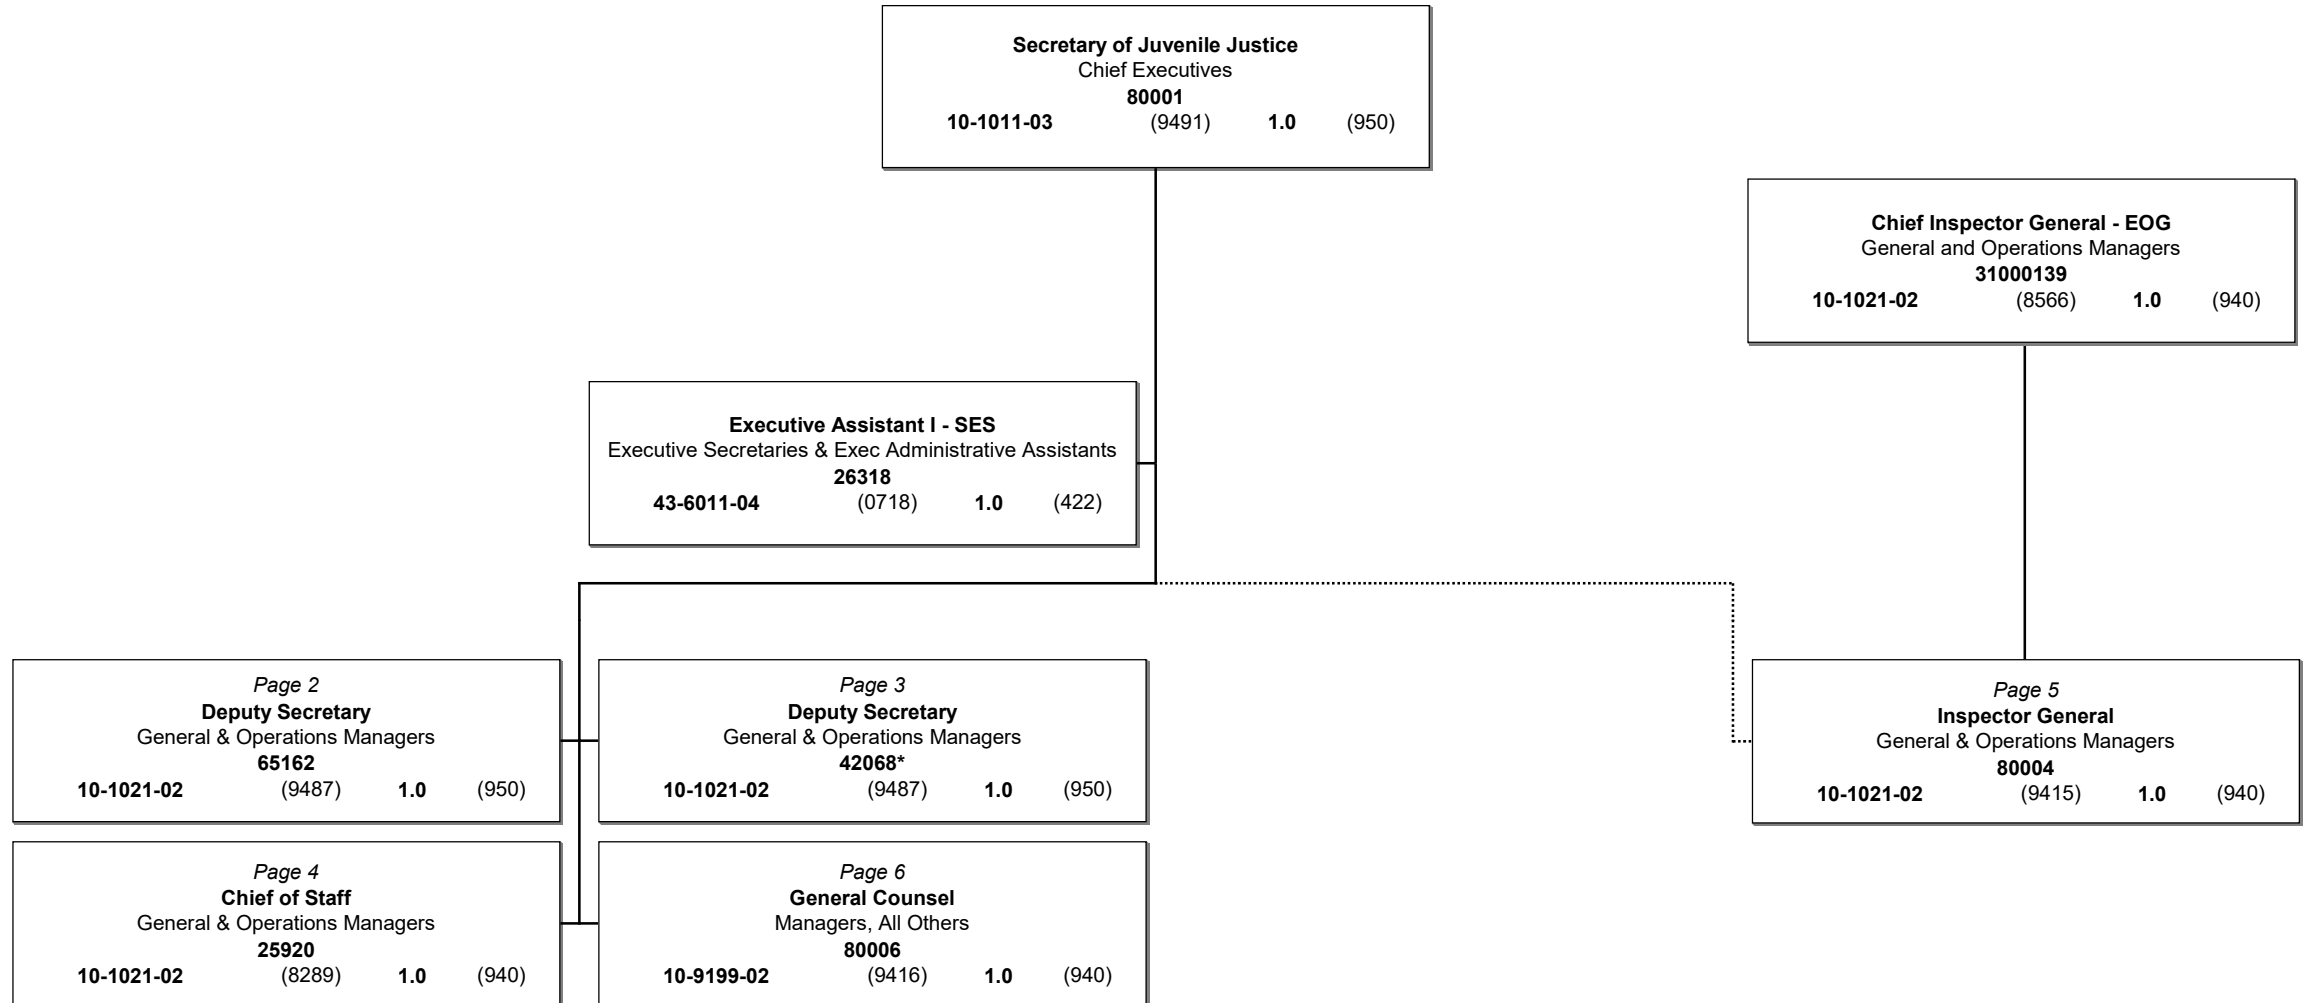 Secretary of Juvenile Justice
Chief Executives
80001
10-1011-03 (9491) 1.0 (950)
Chief Inspector General - EOG
General and Operations Managers
31000139
10-1021-02 (8566) 1.0 (940)
Executive Assistant I - SES
Executive Secretaries & Exec Administrative Assistants
26318
43-6011-04 (0718) 1.0 (422)
Page 2
Deputy Secretary
General & Operations Managers
65162
10-1021-02 (9487) 1.0 (950)
Page 3
Deputy Secretary
General & Operations Managers
42068*
10-1021-02 (9487) 1.0 (950)
Page 5
Inspector General
General & Operations Managers
80004
10-1021-02 (9415) 1.0 (940)
Page 4
Chief of Staff
General & Operations Managers
25920
10-1021-02 (8289) 1.0 (940)
Page 6
General Counsel
Managers, All Others
80006
10-9199-02 (9416) 1.0 (940)